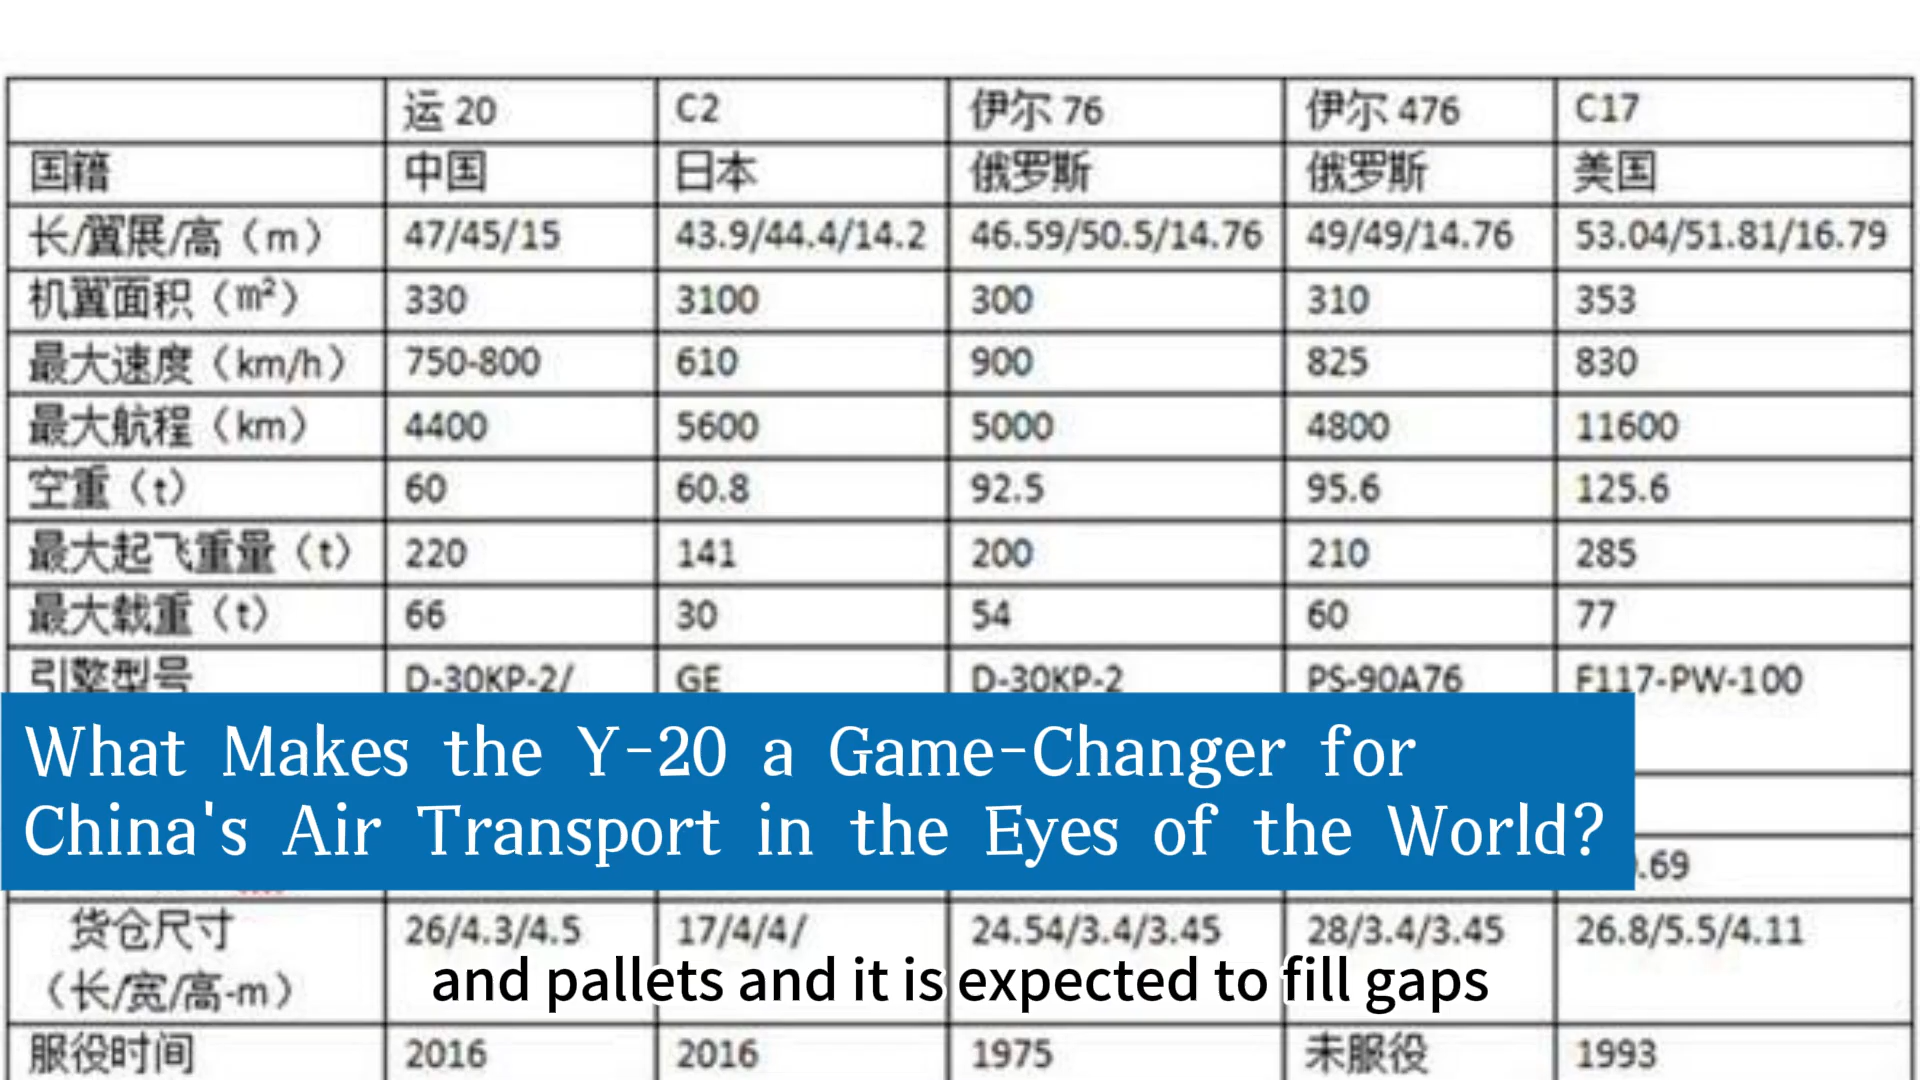 运 20 C2 伊尔 76 伊尔 476 C17
国籍 中国 日本 俄罗斯 俄罗斯 美国
长/翼展/高（m） 47/45/15 43.9/44.4/14.2 46.59/50.5/14.76 49/49/14.76 53.04/51.81/16.79
机翼面积（m²） 330 3100 300 310 353
最大速度（km/h） 750-800 610 900 825 830
最大航程（km） 4400 5600 5000 4800 11600
空重（t） 60 60.8 92.5 95.6 125.6
最大起飞重量（t） 220 141 200 210 285
最大载重（t） 66 30 54 60 77
引擎型号 D-30KP-2/ GE D-30KP-2 PS-90A76 F117-PW-100
What Makes the Y-20 a Game-Changer for
China's Air Transport in the Eyes of the World?
.69
货仓尺寸 26/4.3/4.5 17/4/4/ 24.54/3.4/3.45 28/3.4/3.45 26.8/5.5/4.11
（长/宽/高-m）
and pallets and it is expected to fill gaps
服役时间 2016 2016 1975 未服役 1993